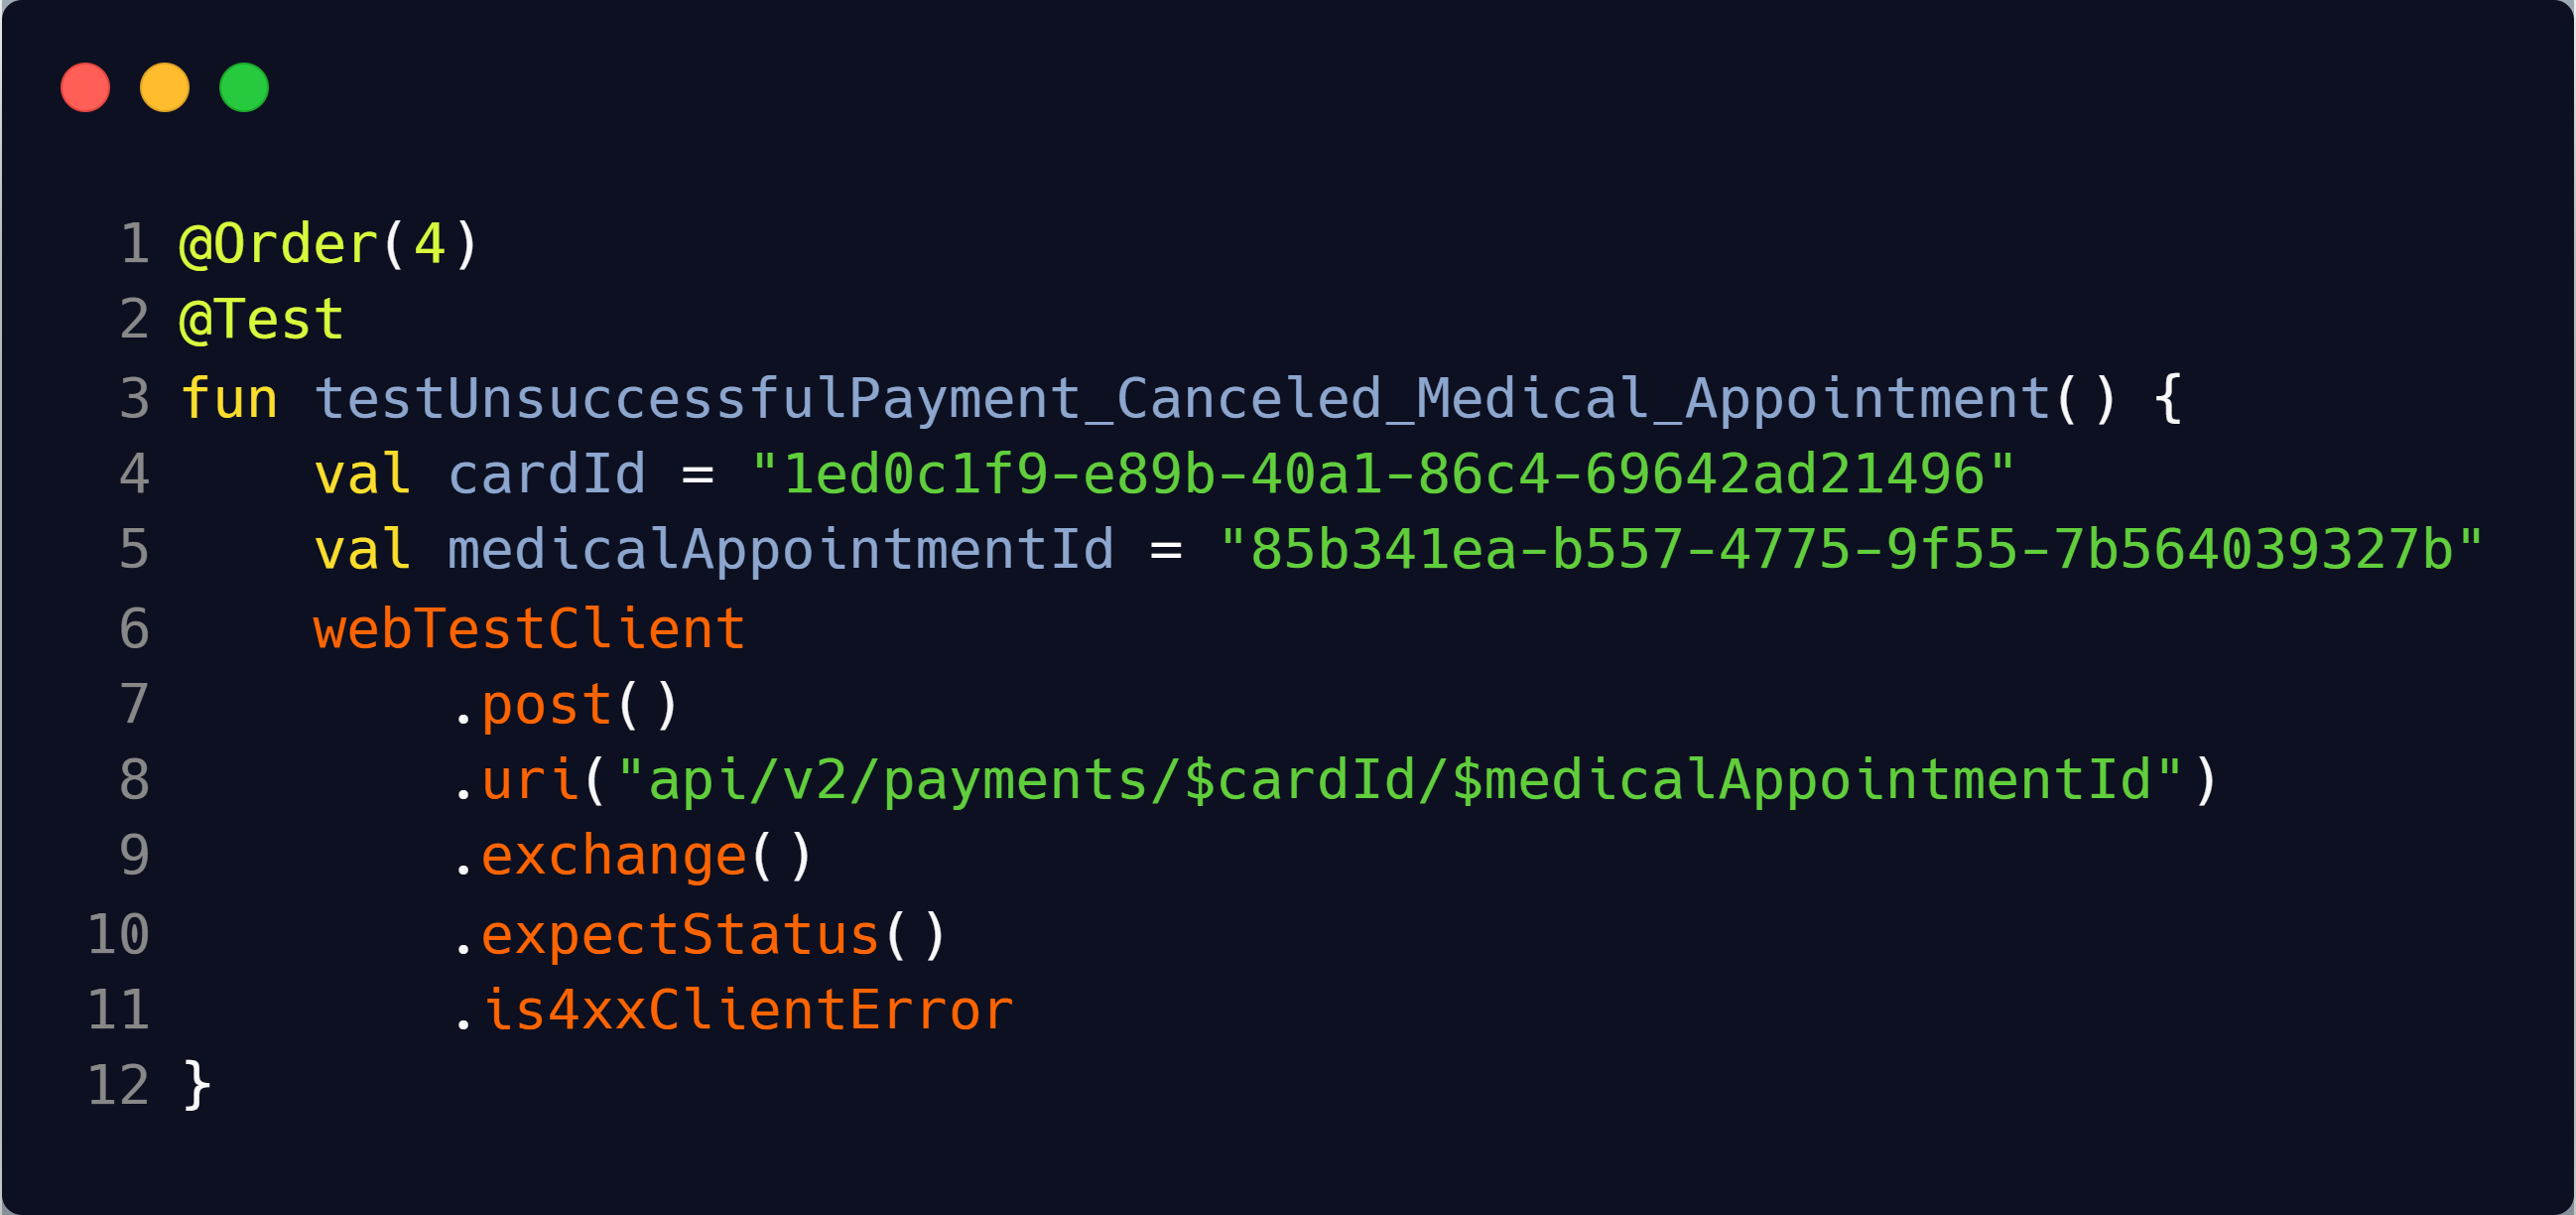 1 @Order(4)
2 @Test
3 fun testUnsuccessfulPayment_Canceled_Medical_Appointment() {
4     val cardId = "1ed0c1f9-e89b-40a1-86c4-69642ad21496"
5     val medicalAppointmentId = "85b341ea-b557-4775-9f55-7b564039327b"
6     webTestClient
7         .post()
8         .uri("api/v2/payments/$cardId/$medicalAppointmentId")
9         .exchange()
10         .expectStatus()
11         .is4xxClientError
12 }